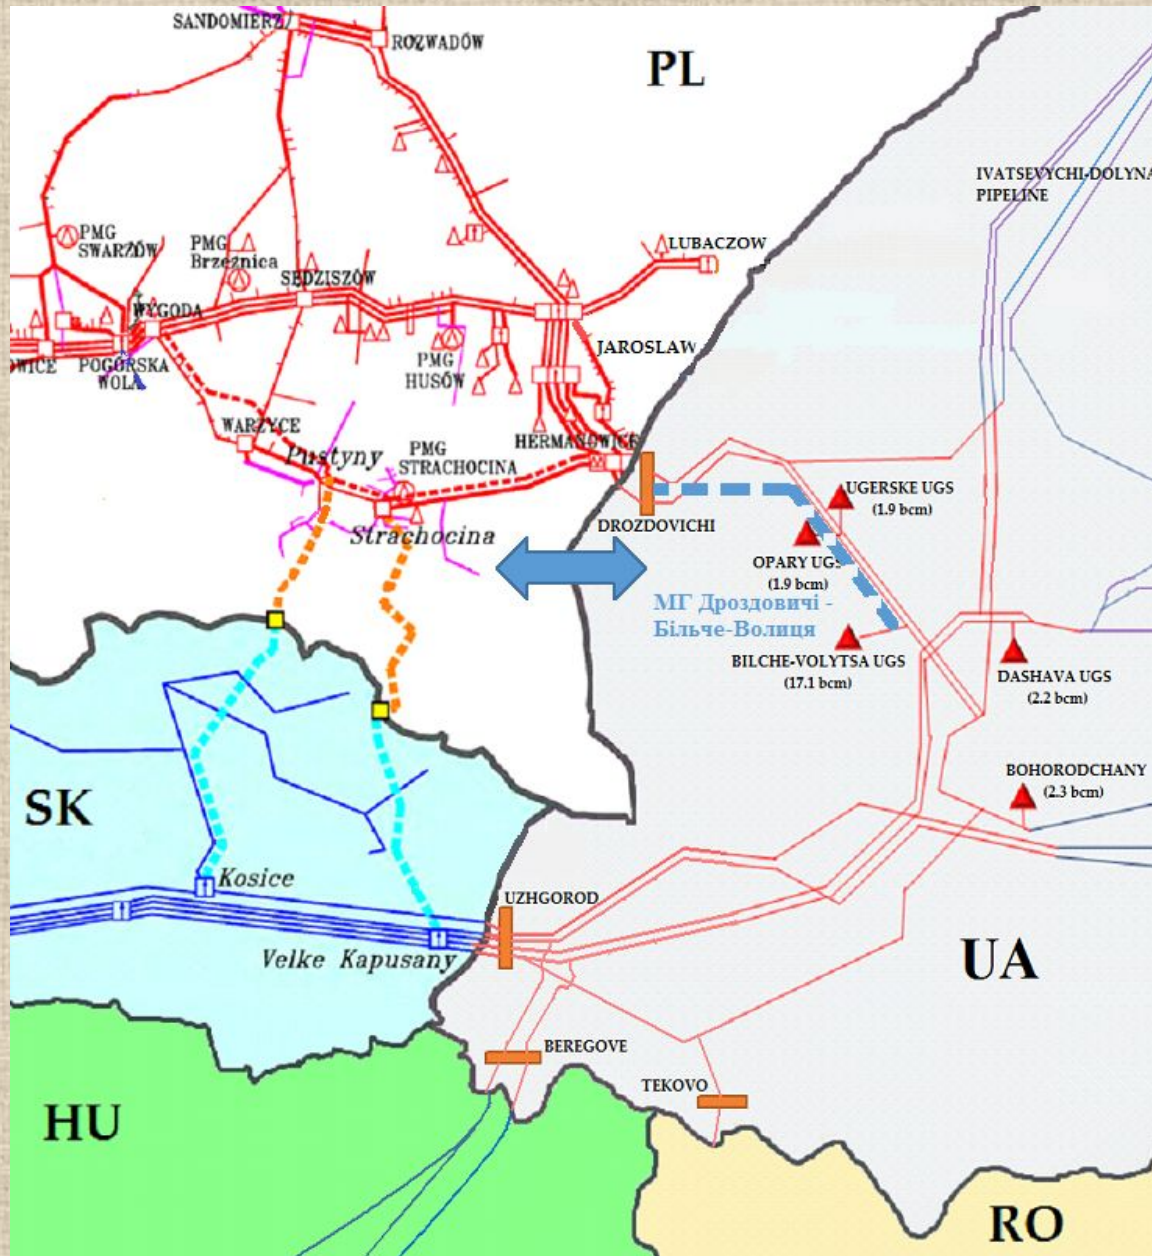 SANDOMIERZ
ROZWADÓW
PL
IVATSEVYCHI-DOLYNA
PIPELINE
PMG
SWARZÓW
PMG
Brzeźnica
SĘDZISZÓW
LUBACZOW
WYGODA
JAROSLAW
OWICE
POGÓRSKA
WOLA
PMG
HUSÓW
WARZYCE
HERMANOWICE
Pustyny
PMG
STRACHOCINA
UGERSKE UGS
(1.9 bcm)
DROZDOVICHI
Strachocina
OPARY UGS
(1.9 bcm)
МГ Дроздовичі -
Більче-Волиця
BILCHE-VOLYTSA UGS
(17.1 bcm)
DASHAVA UGS
(2.2 bcm)
BOHORODCHANY
(2.3 bcm)
SK
Kosice
UZHGOROD
Velke Kapusany
UA
BEREGOVE
TEKOVO
HU
RO